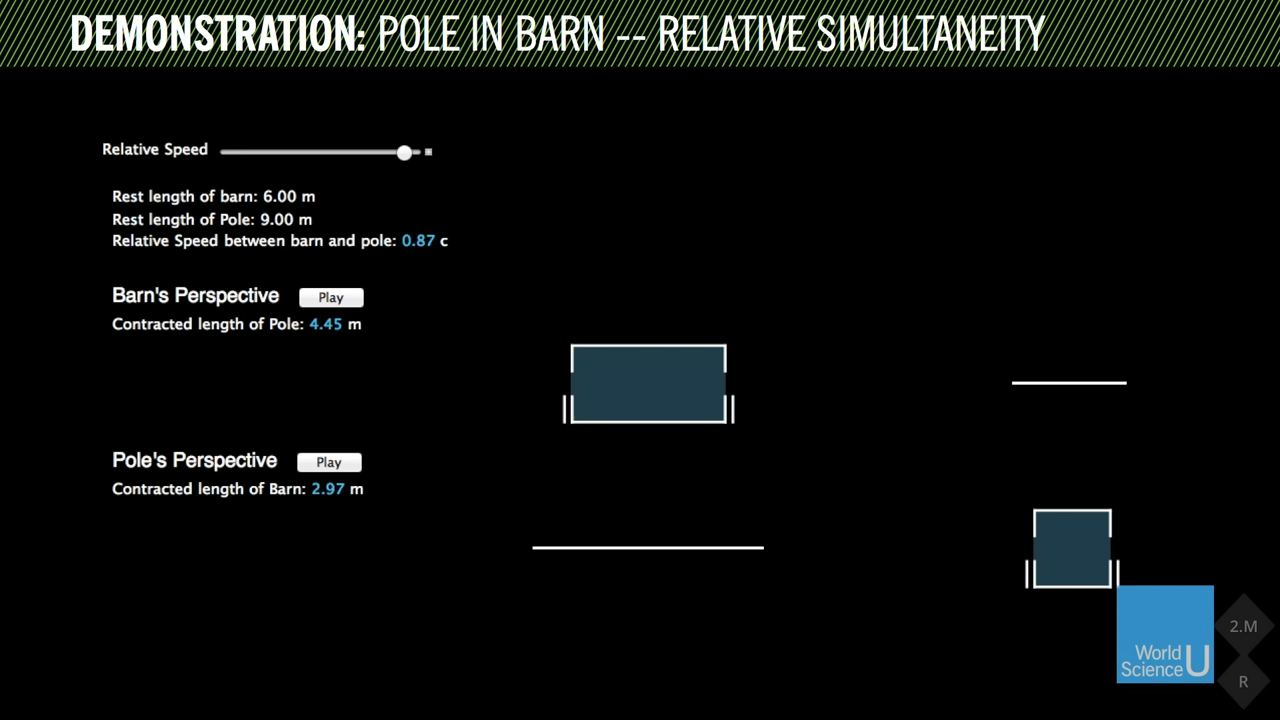 DEMONSTRATION: POLE IN BARN -- RELATIVE SIMULTANEITY
Relative Speed
Rest length of barn: 6.00 m
Rest length of Pole: 9.00 m
Relative Speed between barn and pole: 0.87 c
Barn's Perspective Play
Contracted length of Pole: 4.45 m
Pole's Perspective Play
Contracted length of Barn: 2.97 m
World
Science U
2.M
R